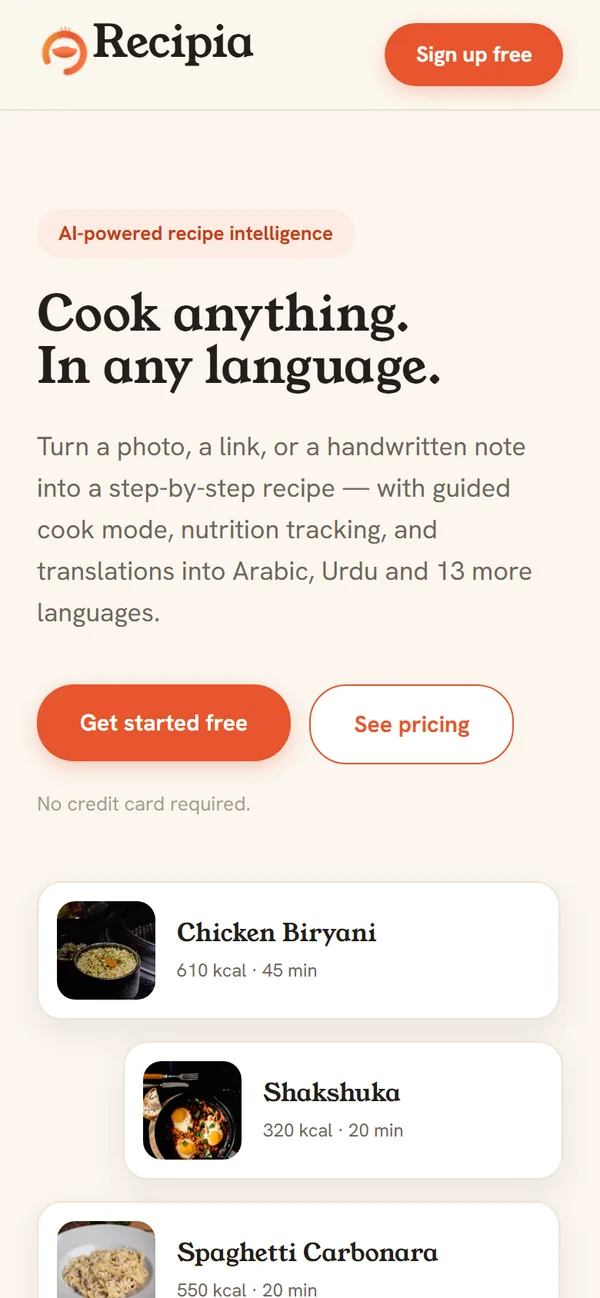 Recipia
Sign up free
AI-powered recipe intelligence
Cook anything.
In any language.
Turn a photo, a link, or a handwritten note
into a step-by-step recipe — with guided
cook mode, nutrition tracking, and
translations into Arabic, Urdu and 13 more
languages.
Get started free
See pricing
No credit card required.
Chicken Biryani
610 kcal · 45 min
Shakshuka
320 kcal · 20 min
Spaghetti Carbonara
550 kcal · 20 min